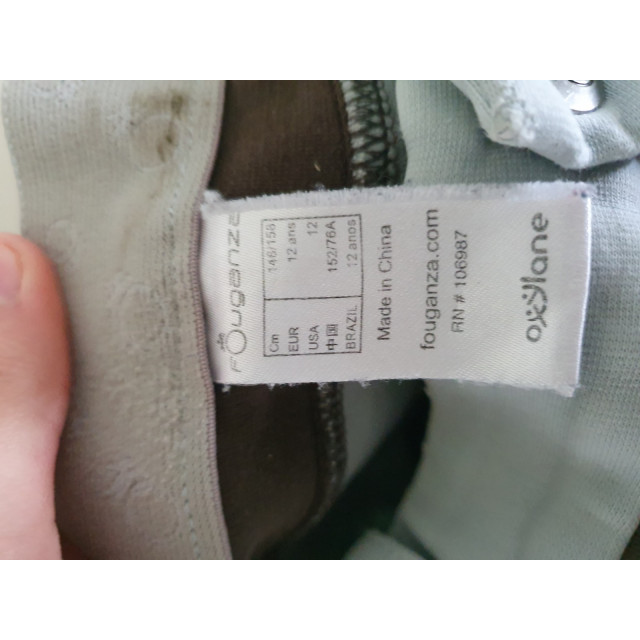 FOuganza
Cm 146/158
EUR 12 ans
USA 12
中国 152/76A
BRAZIL 12 anos
Made in China
fouganza.com
RN # 106987
oxylane